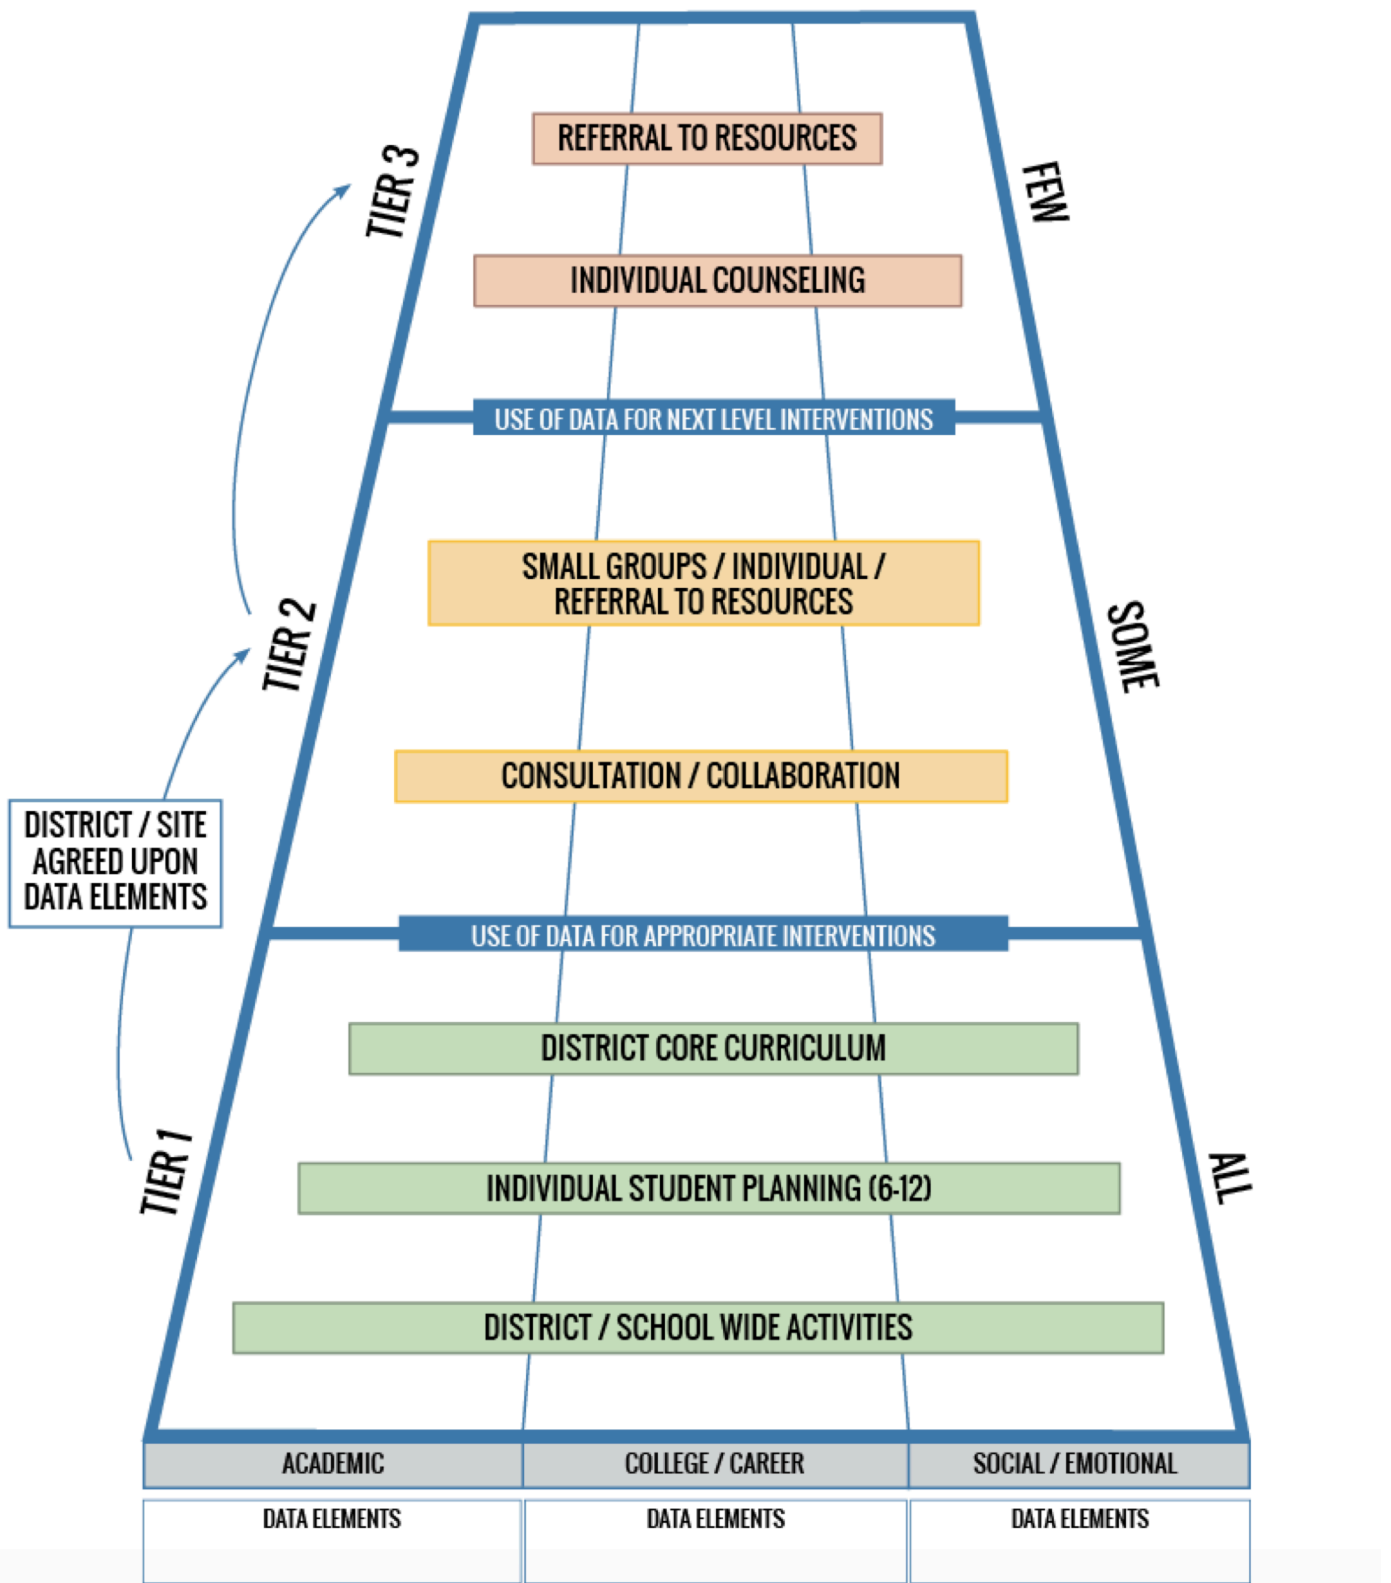 REFERRAL TO RESOURCES
TIER 3
FEW
INDIVIDUAL COUNSELING
USE OF DATA FOR NEXT LEVEL INTERVENTIONS
SMALL GROUPS / INDIVIDUAL /
REFERRAL TO RESOURCES
TIER 2
SOME
CONSULTATION / COLLABORATION
DISTRICT / SITE
AGREED UPON
DATA ELEMENTS
USE OF DATA FOR APPROPRIATE INTERVENTIONS
DISTRICT CORE CURRICULUM
TIER 1
ALL
INDIVIDUAL STUDENT PLANNING (6-12)
DISTRICT / SCHOOL WIDE ACTIVITIES
ACADEMIC
COLLEGE / CAREER
SOCIAL / EMOTIONAL
DATA ELEMENTS
DATA ELEMENTS
DATA ELEMENTS